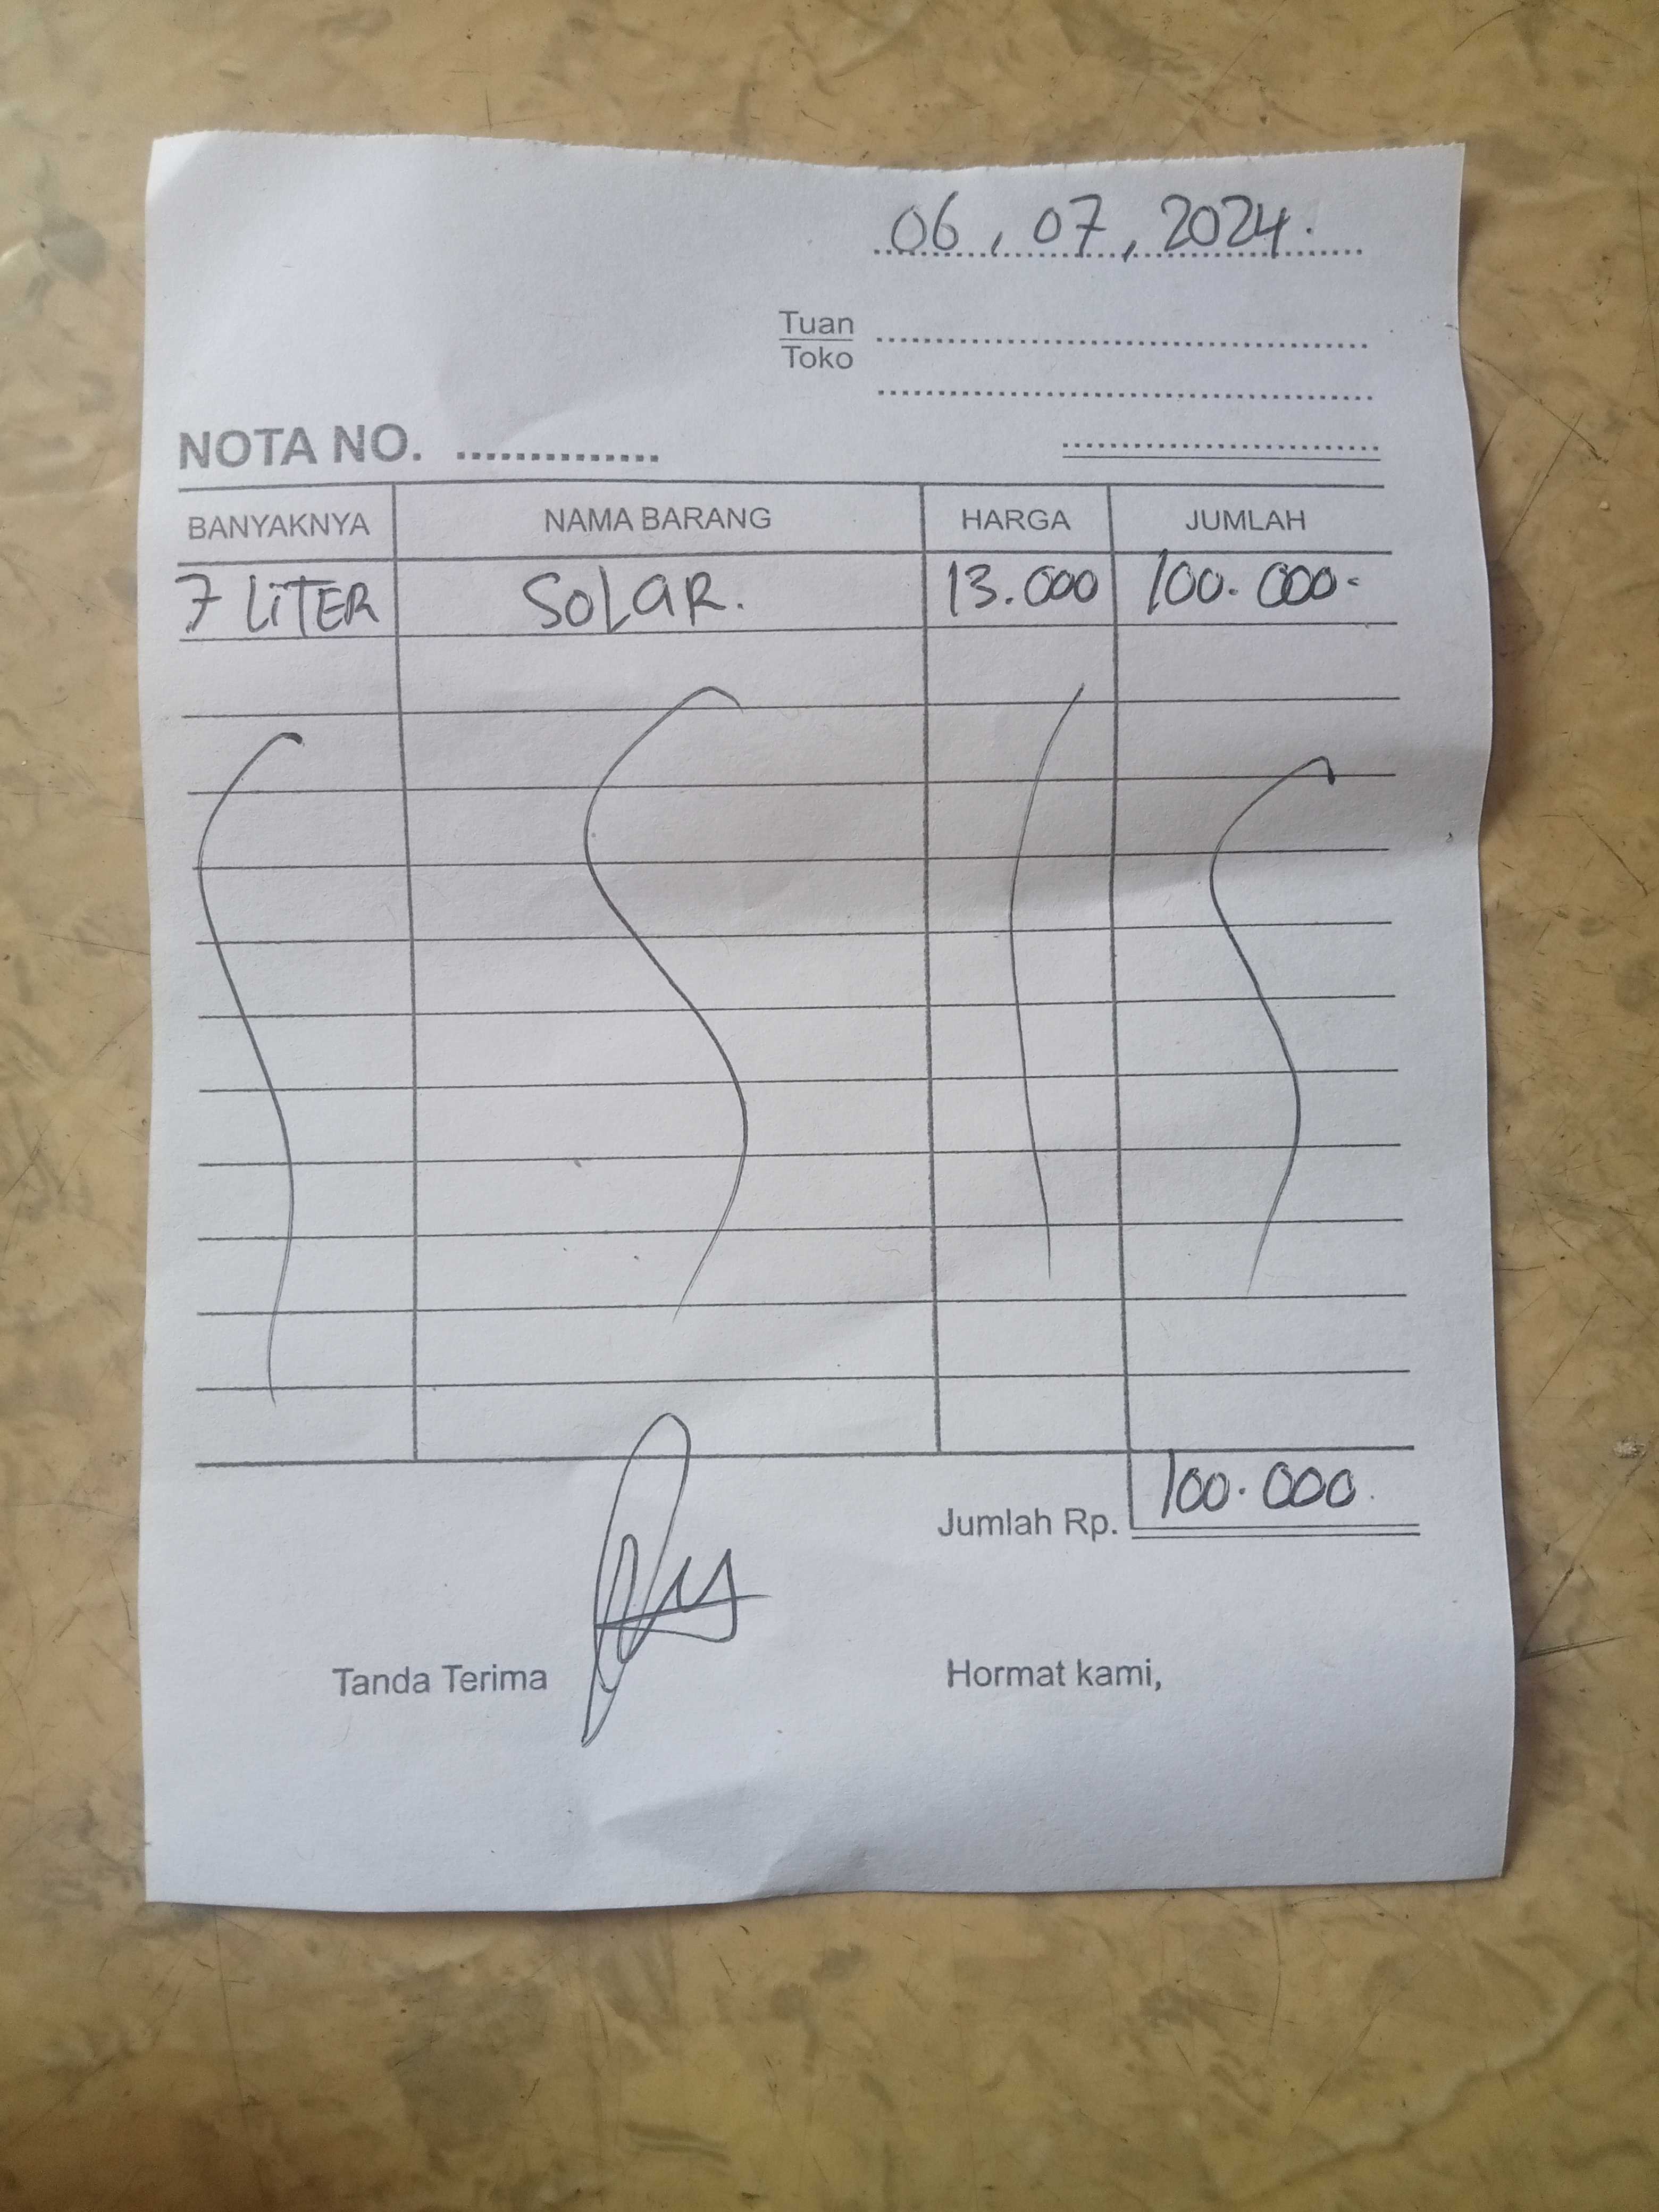 06, 07, 2024.
Tuan
Toko
NOTA NO. ..............
BANYAKNYA NAMA BARANG HARGA JUMLAH
7 LiTER SOLAR. 13.000 100.000-
Jumlah Rp. 100.000.
Tanda Terima Hormat kami,